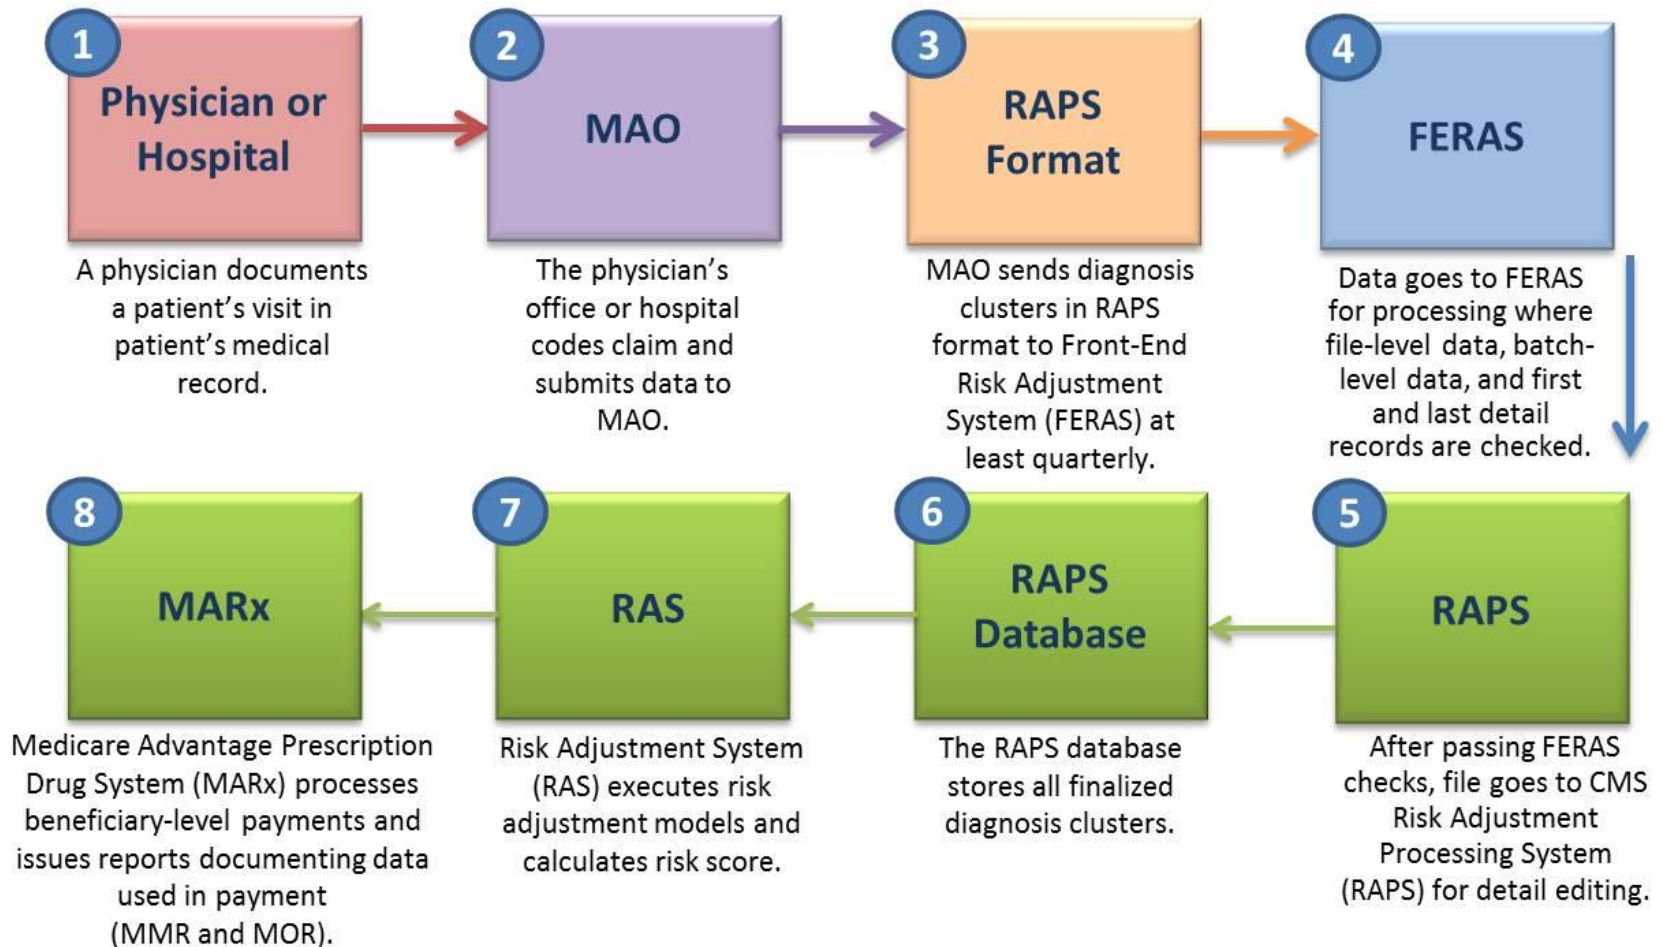 1
Physician or
Hospital
A physician documents
a patient's visit in
patient's medical
record.
2
MAO
The physician's
office or hospital
codes claim and
submits data to
MAO.
3
RAPS
Format
MAO sends diagnosis
clusters in RAPS
format to Front-End
Risk Adjustment
System (FERAS) at
least quarterly.
4
FERAS
Data goes to FERAS
for processing where
file-level data, batch-
level data, and first
and last detail
records are checked.
5
RAPS
After passing FERAS
checks, file goes to CMS
Risk Adjustment
Processing System
(RAPS) for detail editing.
6
RAPS
Database
The RAPS database
stores all finalized
diagnosis clusters.
7
RAS
Risk Adjustment System
(RAS) executes risk
adjustment models and
calculates risk score.
8
MARx
Medicare Advantage Prescription
Drug System (MARx) processes
beneficiary-level payments and
issues reports documenting data
used in payment
(MMR and MOR).